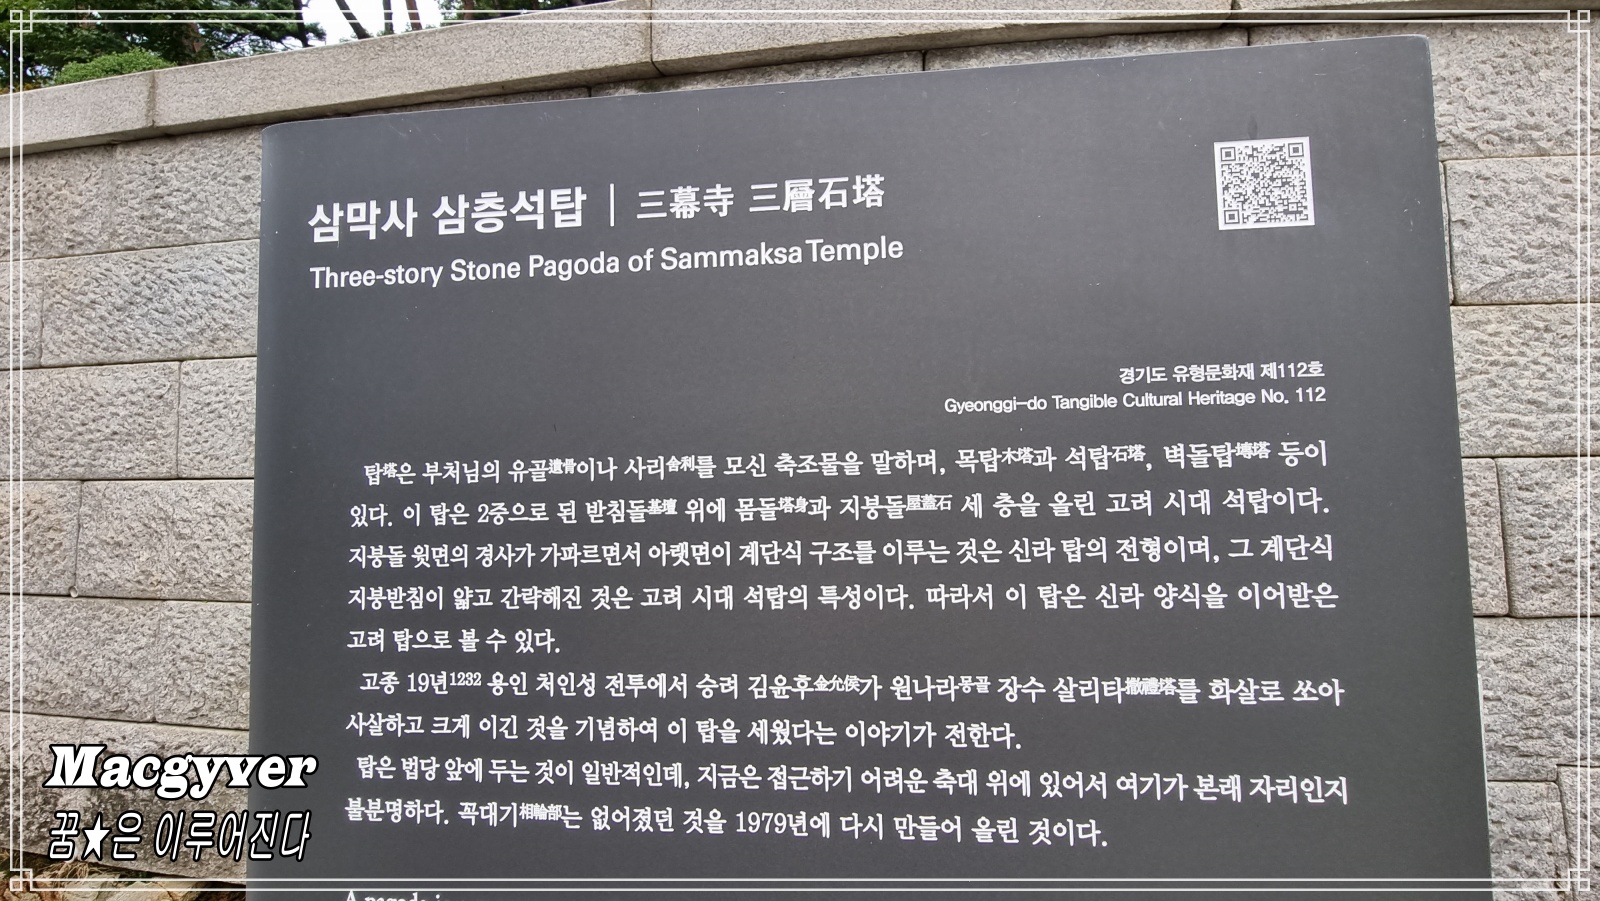 삼막사 삼층석탑 | 三幕寺 三層石塔
Three-story Stone Pagoda of Sammaksa Temple
경기도 유형문화재 제112호
Gyeonggi-do Tangible Cultural Heritage No. 112
탑塔은 부처님의 유골遺骨이나 사리舍利를 모신 축조물을 말하며, 목탑木塔과 석탑石塔, 벽돌탑塼塔 등이
있다. 이 탑은 2중으로 된 받침돌基壇 위에 몸돌塔身과 지붕돌屋蓋石 세 층을 올린 고려 시대 석탑이다.
지붕돌 윗면의 경사가 가파르면서 아랫면이 계단식 구조를 이루는 것은 신라 탑의 전형이며, 그 계단식
지붕받침이 얇고 간략해진 것은 고려 시대 석탑의 특성이다. 따라서 이 탑은 신라 양식을 이어받은
고려 탑으로 볼 수 있다.
고종 19년1232 용인 처인성 전투에서 승려 김윤후金允侯가 원나라몽골 장수 살리타撒禮塔를 화살로 쏘아
사살하고 크게 이긴 것을 기념하여 이 탑을 세웠다는 이야기가 전한다.
탑은 법당 앞에 두는 것이 일반적인데, 지금은 접근하기 어려운 축대 위에 있어서 여기가 본래 자리인지
불분명하다. 꼭대기相輪部는 없어졌던 것을 1979년에 다시 만들어 올린 것이다.
A pagoda is
Macgyver
꿈★은 이루어진다